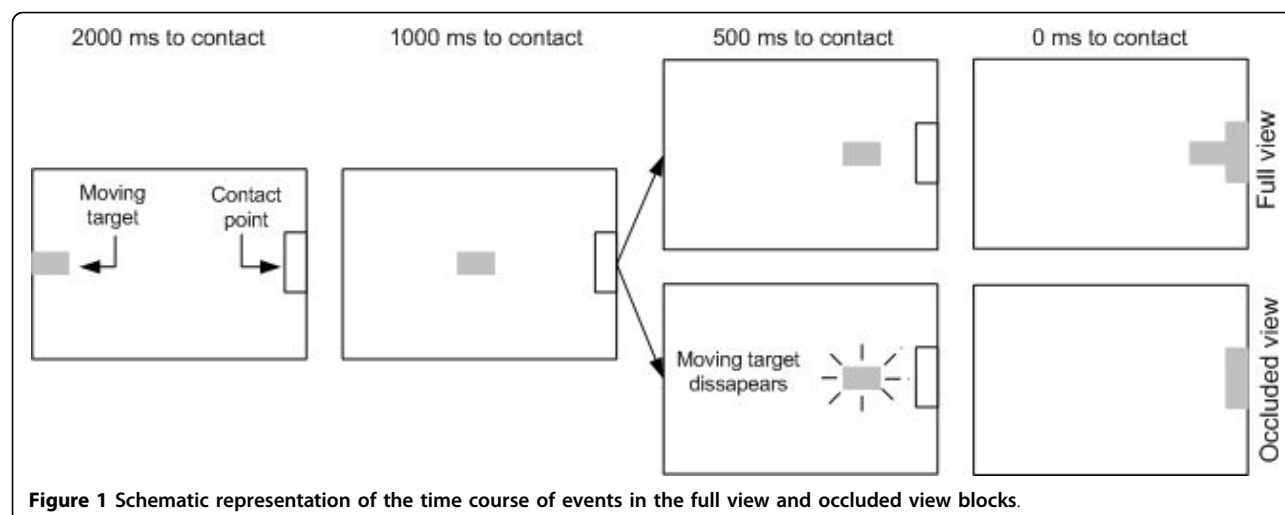 2000 ms to contact
1000 ms to contact
500 ms to contact
0 ms to contact
Moving
target
Contact
point
Full view
Moving target
dissapears
Occluded view
Figure 1 Schematic representation of the time course of events in the full view and occluded view blocks.